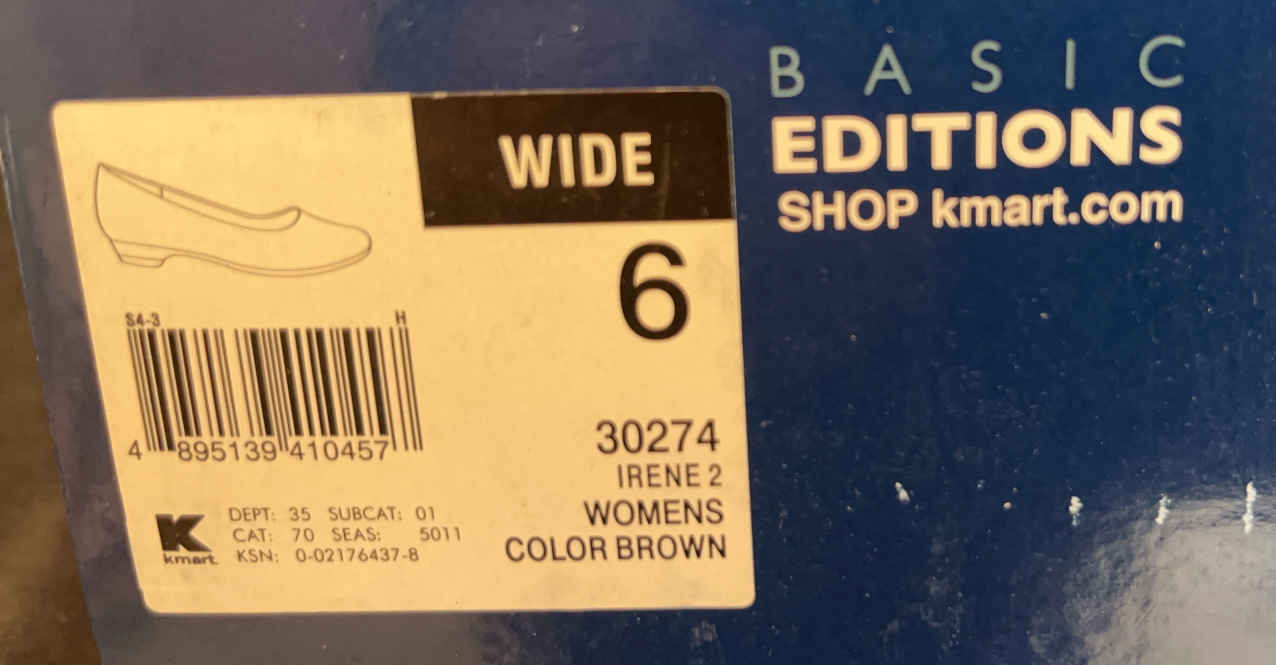 BASIC
EDITIONS
SHOP kmart.com
WIDE
6
S4-3 H
4 895139 410457
30274
IRENE 2
WOMENS
COLOR BROWN
DEPT: 35 SUBCAT: 01
CAT: 70 SEAS: 5011
KSN: 0-02176437-8
K
kmart